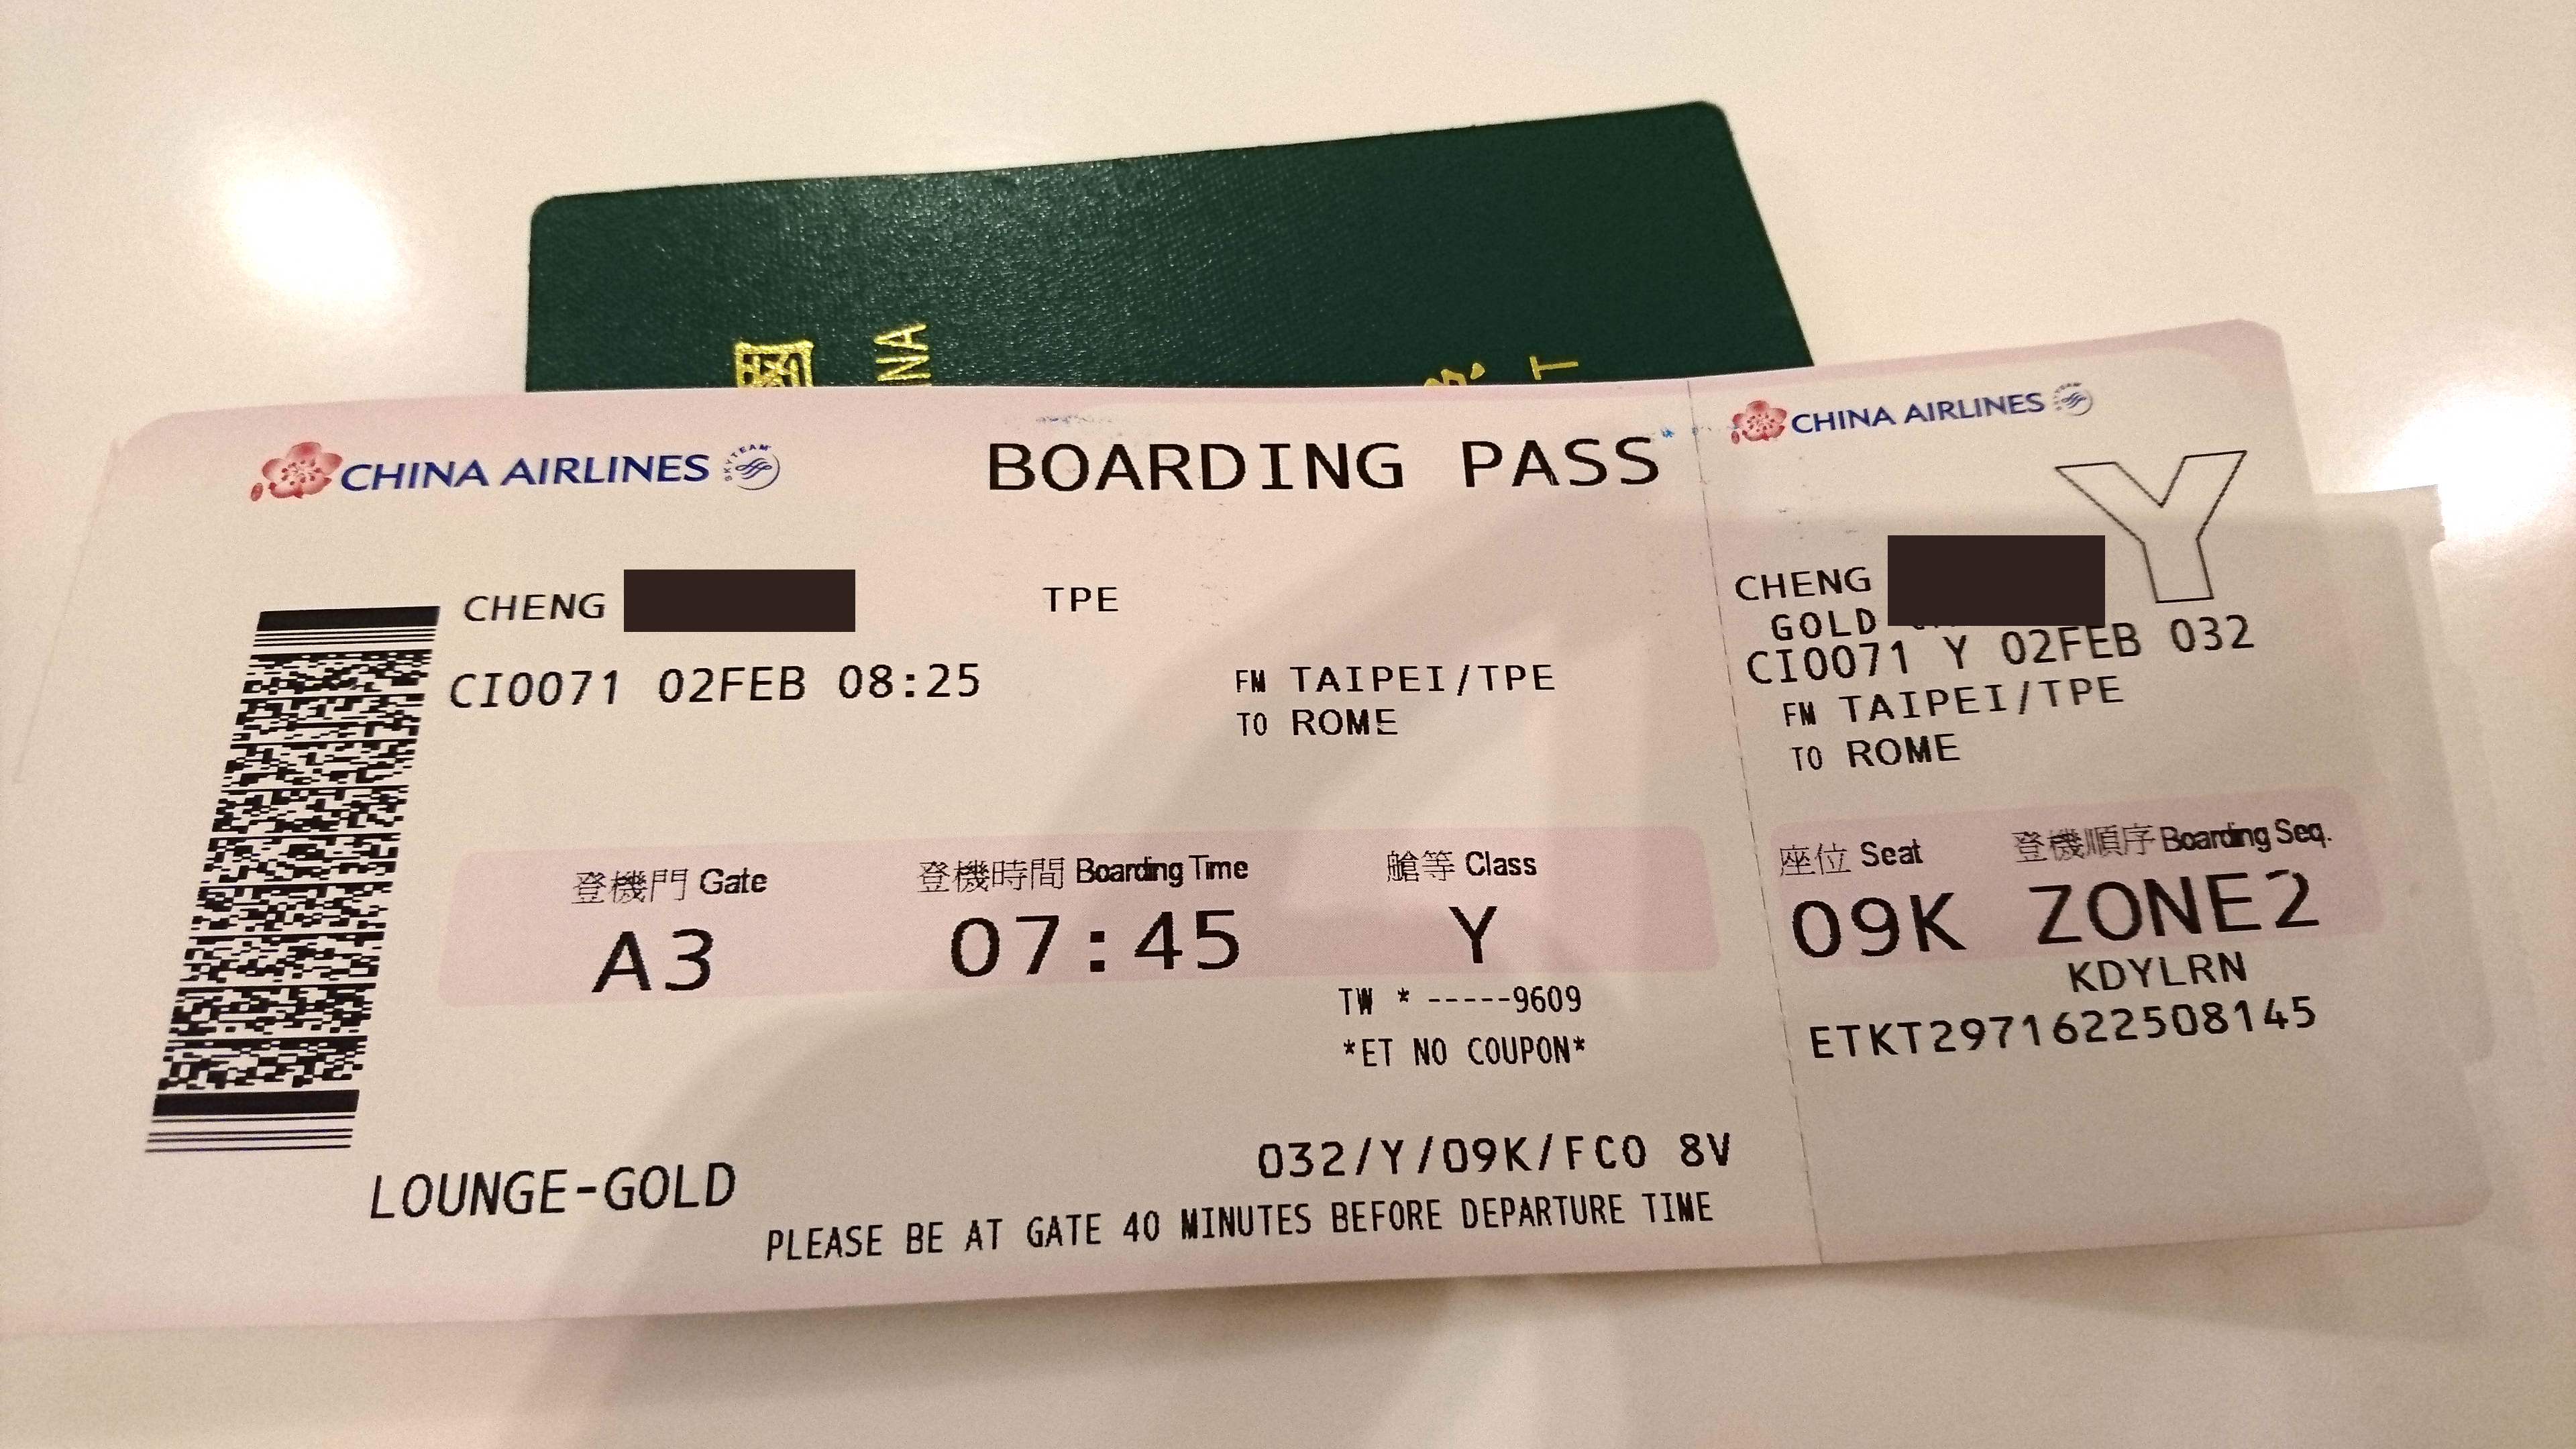 國
NA
T
CHINA AIRLINES SKYTEAM
BOARDING PASS
CHENG
TPE
CI0071 02FEB 08:25
FM TAIPEI/TPE
TO ROME
登機門 Gate
登機時間 Boarding Time
艙等 Class
A3
07:45
Y
TW * -----9609
*ET NO COUPON*
032/Y/09K/FCO 8V
LOUNGE-GOLD
PLEASE BE AT GATE 40 MINUTES BEFORE DEPARTURE TIME
CHINA AIRLINES
Y
CHENG
GOLD
CI0071 Y 02FEB 032
FM TAIPEI/TPE
TO ROME
座位 Seat
登機順序 Boarding Seq.
09K
ZONE2
KDYLRN
ETKT2971622508145